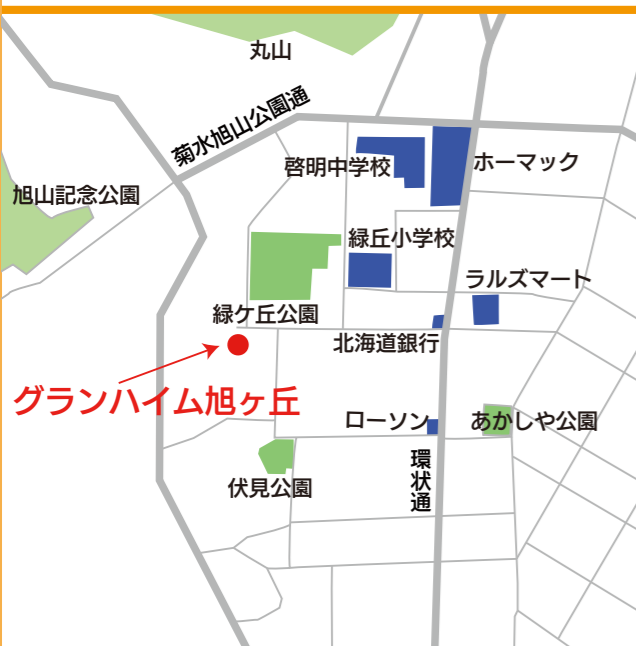 丸山
菊水旭山公園通
啓明中学校
ホーマック
旭山記念公園
緑丘小学校
ラルズマート
緑ケ丘公園
北海道銀行
グランハイム旭ヶ丘
ローソン
あかしや公園
環状通
伏見公園